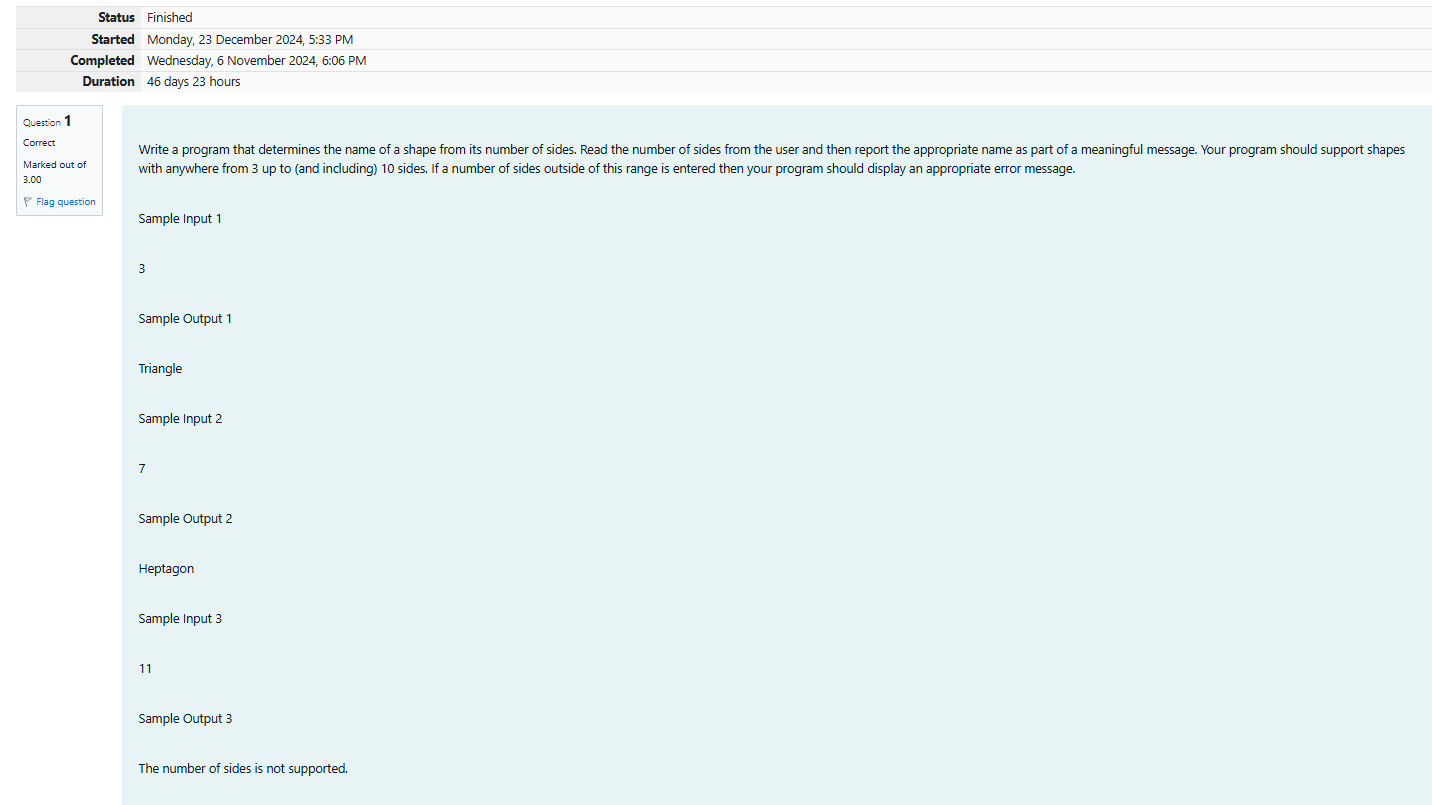 Status Finished
Started Monday, 23 December 2024, 5:33 PM
Completed Wednesday, 6 November 2024, 6:06 PM
Duration 46 days 23 hours
Question 1
Correct
Marked out of
3.00
Flag question
Write a program that determines the name of a shape from its number of sides. Read the number of sides from the user and then report the appropriate name as part of a meaningful message. Your program should support shapes
with anywhere from 3 up to (and including) 10 sides. If a number of sides outside of this range is entered then your program should display an appropriate error message.
Sample Input 1
3
Sample Output 1
Triangle
Sample Input 2
7
Sample Output 2
Heptagon
Sample Input 3
11
Sample Output 3
The number of sides is not supported.